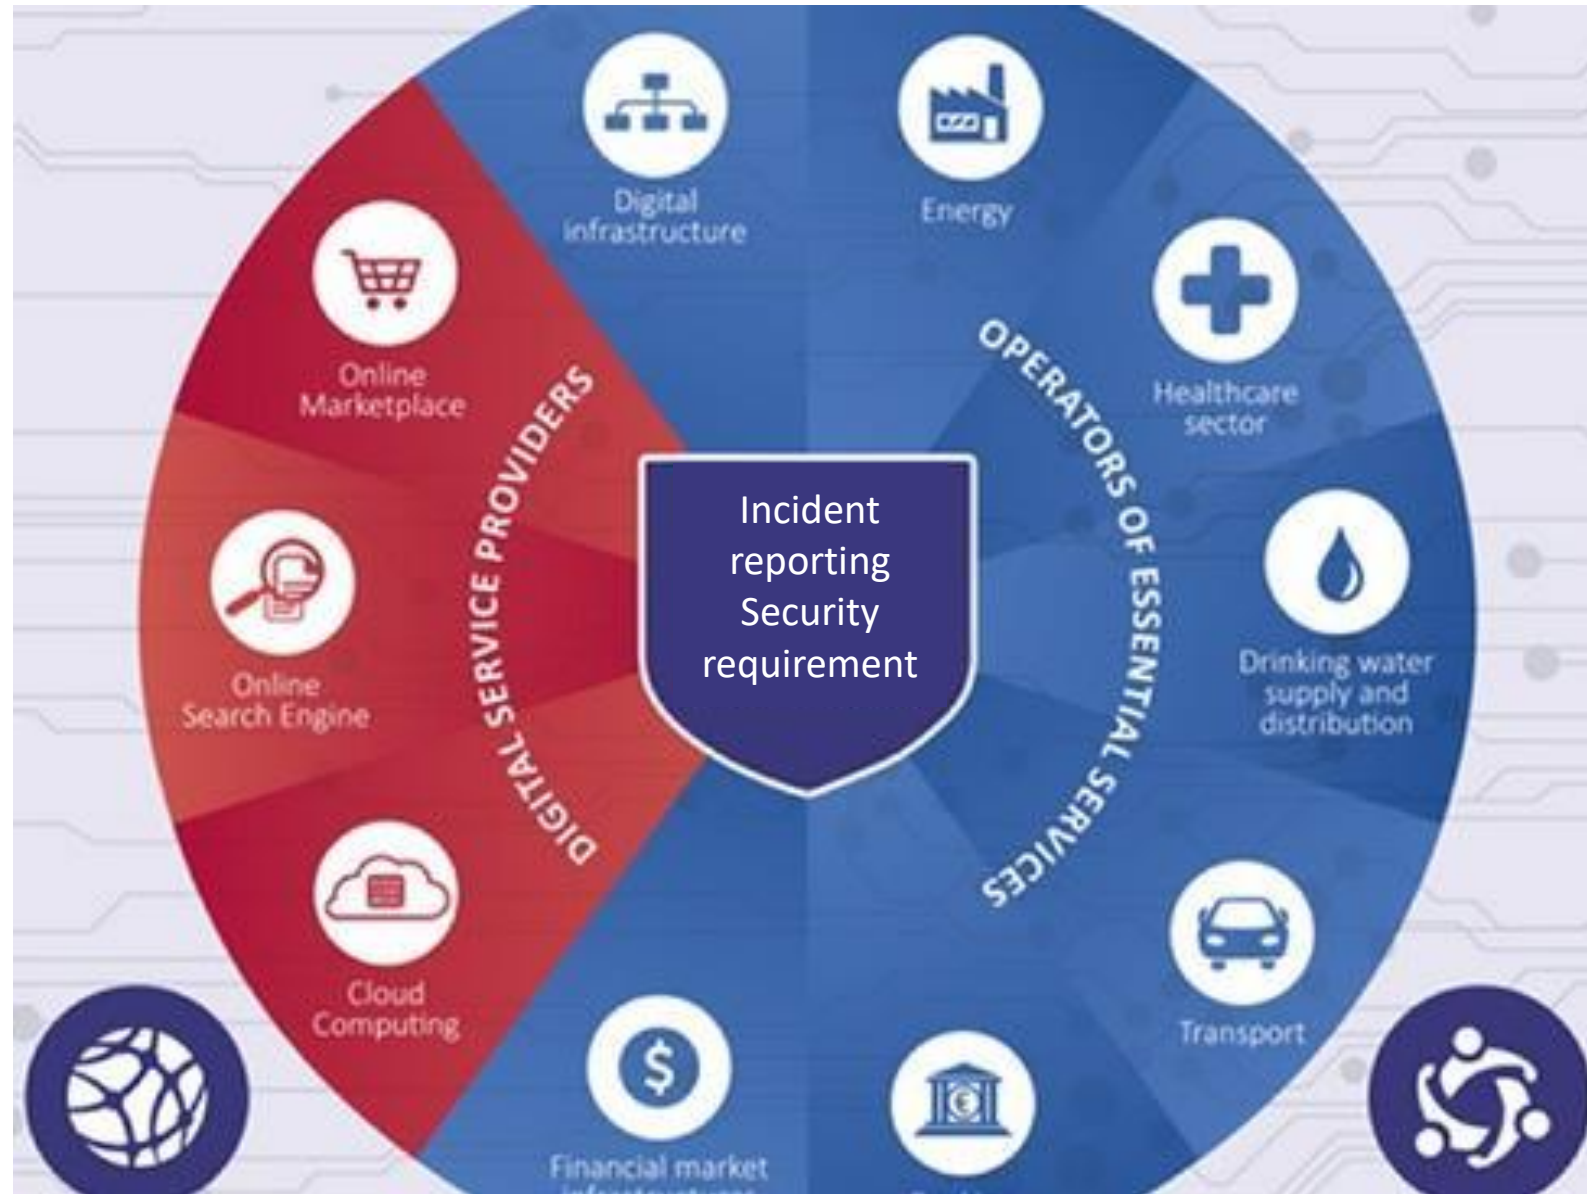 Digital
infrastructure
Energy
Online
Marketplace
Healthcare
sector
DIGITAL SERVICE PROVIDERS
OPERATORS OF ESSENTIAL SERVICES
Incident
reporting
Security
requirement
Online
Search Engine
Drinking water
supply and
distribution
Cloud
Computing
Transport
Financial market